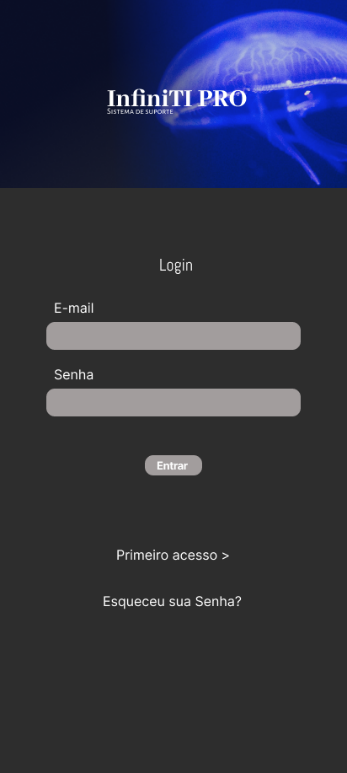 InfiniTI PRO
SISTEMA DE SUPORTE
Login
E-mail
Senha
Entrar
Primeiro acesso >
Esqueceu sua Senha?